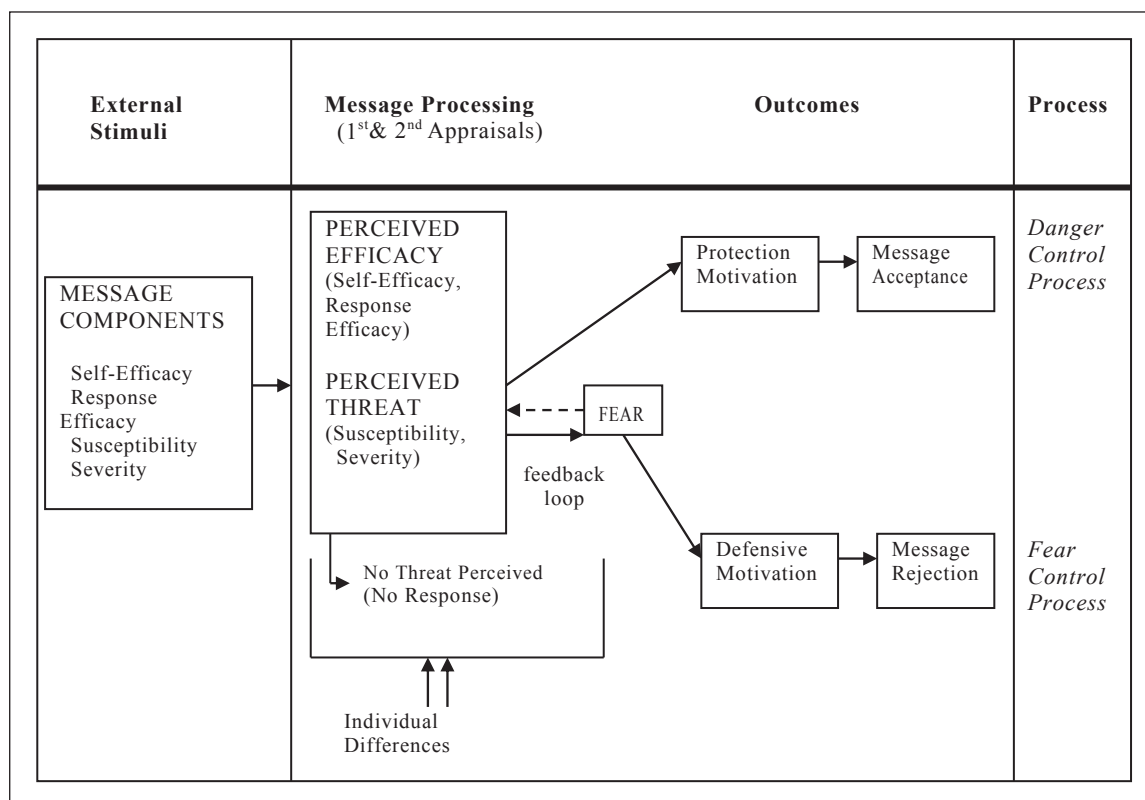 External
Stimuli
Message Processing
(1st & 2nd Appraisals)
Outcomes
Process
MESSAGE
COMPONENTS
Self-Efficacy
Response
Efficacy
Susceptibility
Severity
PERCEIVED
EFFICACY
(Self-Efficacy,
Response
Efficacy)
PERCEIVED
THREAT
(Susceptibility,
Severity)
No Threat Perceived
(No Response)
Individual
Differences
FEAR
feedback
loop
Protection
Motivation
Message
Acceptance
Danger
Control
Process
Defensive
Motivation
Message
Rejection
Fear
Control
Process